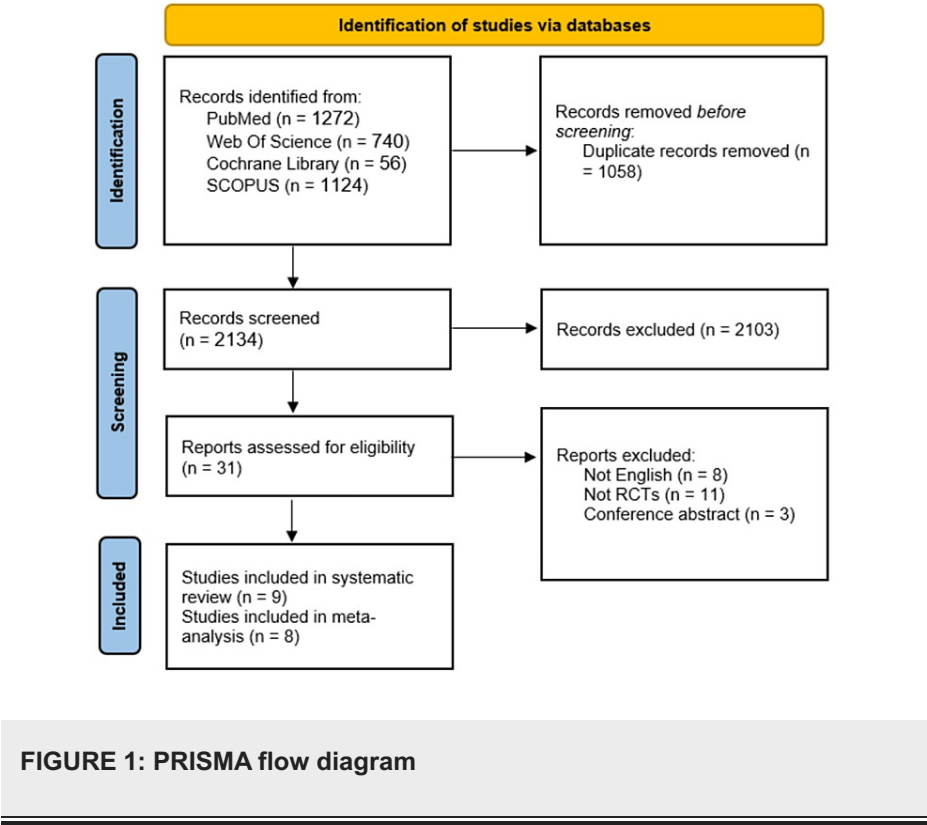 Identification of studies via databases
Identification
Records identified from:
PubMed (n = 1272)
Web Of Science (n = 740)
Cochrane Library (n = 56)
SCOPUS (n = 1124)
Records removed before
screening:
Duplicate records removed (n
= 1058)
Screening
Records screened
(n = 2134)
Records excluded (n = 2103)
Reports assessed for eligibility
(n = 31)
Reports excluded:
Not English (n = 8)
Not RCTs (n = 11)
Conference abstract (n = 3)
Included
Studies included in systematic
review (n = 9)
Studies included in meta-
analysis (n = 8)
FIGURE 1: PRISMA flow diagram